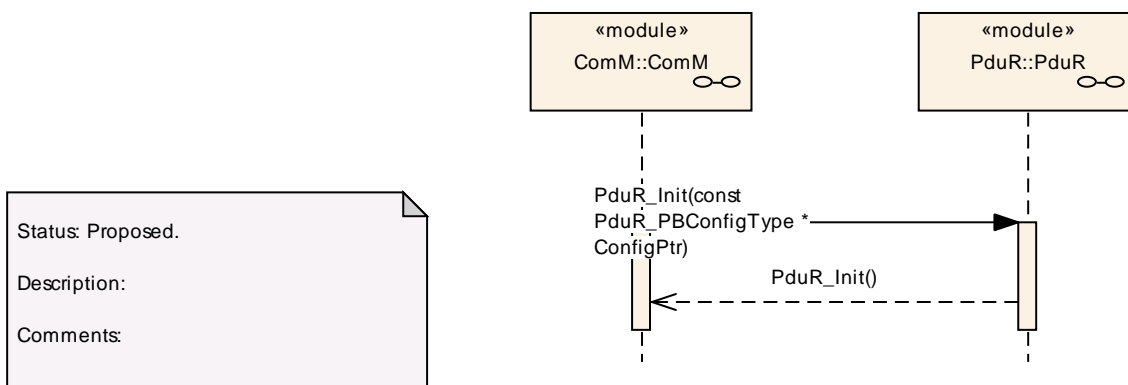 «module»
ComM::ComM
«module»
PduR::PduR
Status: Proposed.
Description:
Comments:
PduR_Init(const
PduR_PBConfigType *
ConfigPtr)
PduR_Init()